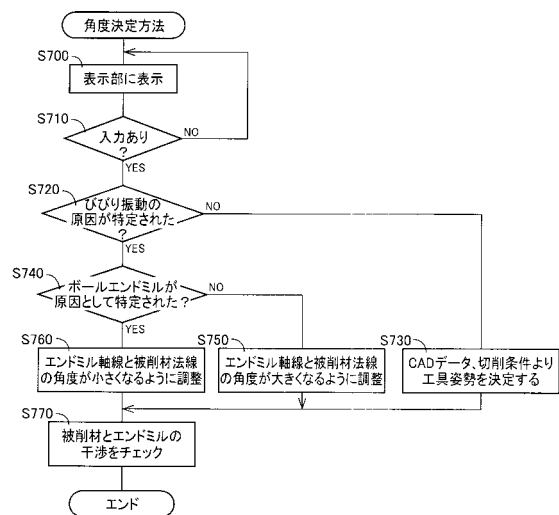 角度決定方法
S700
表示部に表示
S710
入力あり
?
NO
YES
S720
びびり振動の
原因が特定された
?
NO
YES
S740
ボールエンドミルが
原因として特定された?
NO
YES
S760
エンドミル軸線と被削材法線
の角度が小さくなるように調整
S750
エンドミル軸線と被削材法線
の角度が大きくなるように調整
S730
CADデータ、切削条件より
工具姿勢を決定する
S770
被削材とエンドミルの
干渉をチェック
エンド